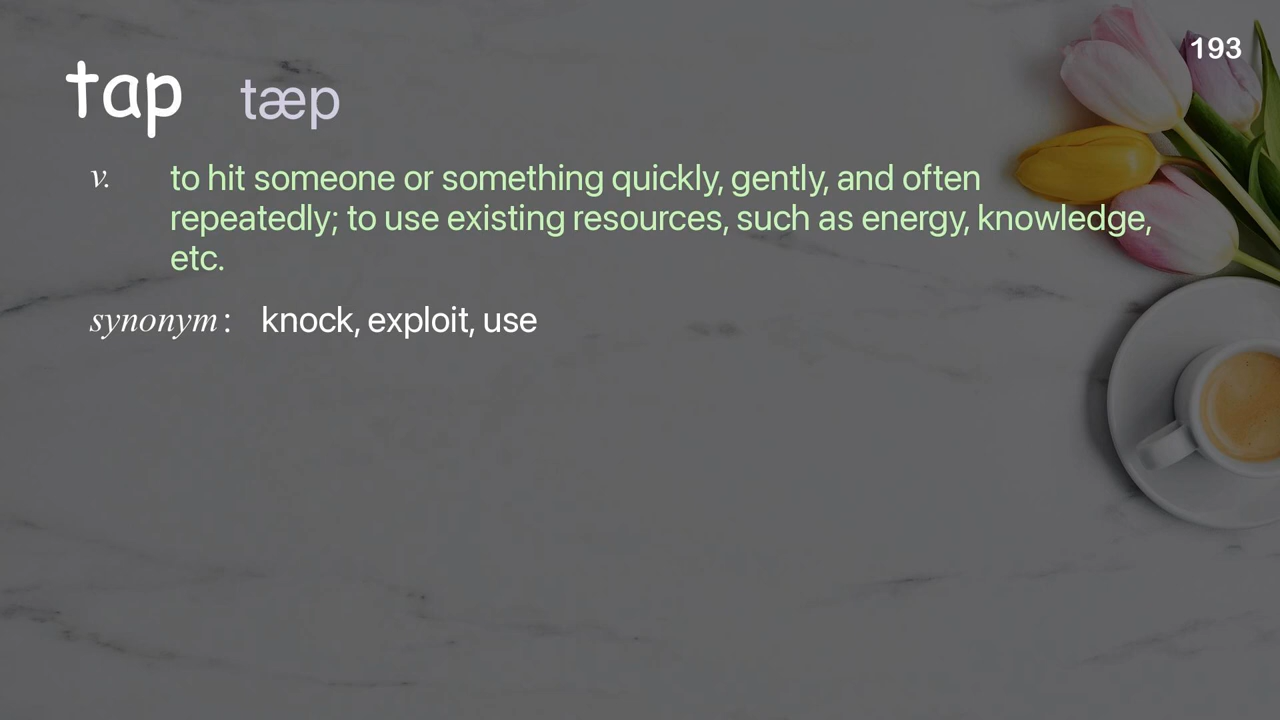 193
tap tæp
v. to hit someone or something quickly, gently, and often
repeatedly; to use existing resources, such as energy, knowledge,
etc.
synonym: knock, exploit, use